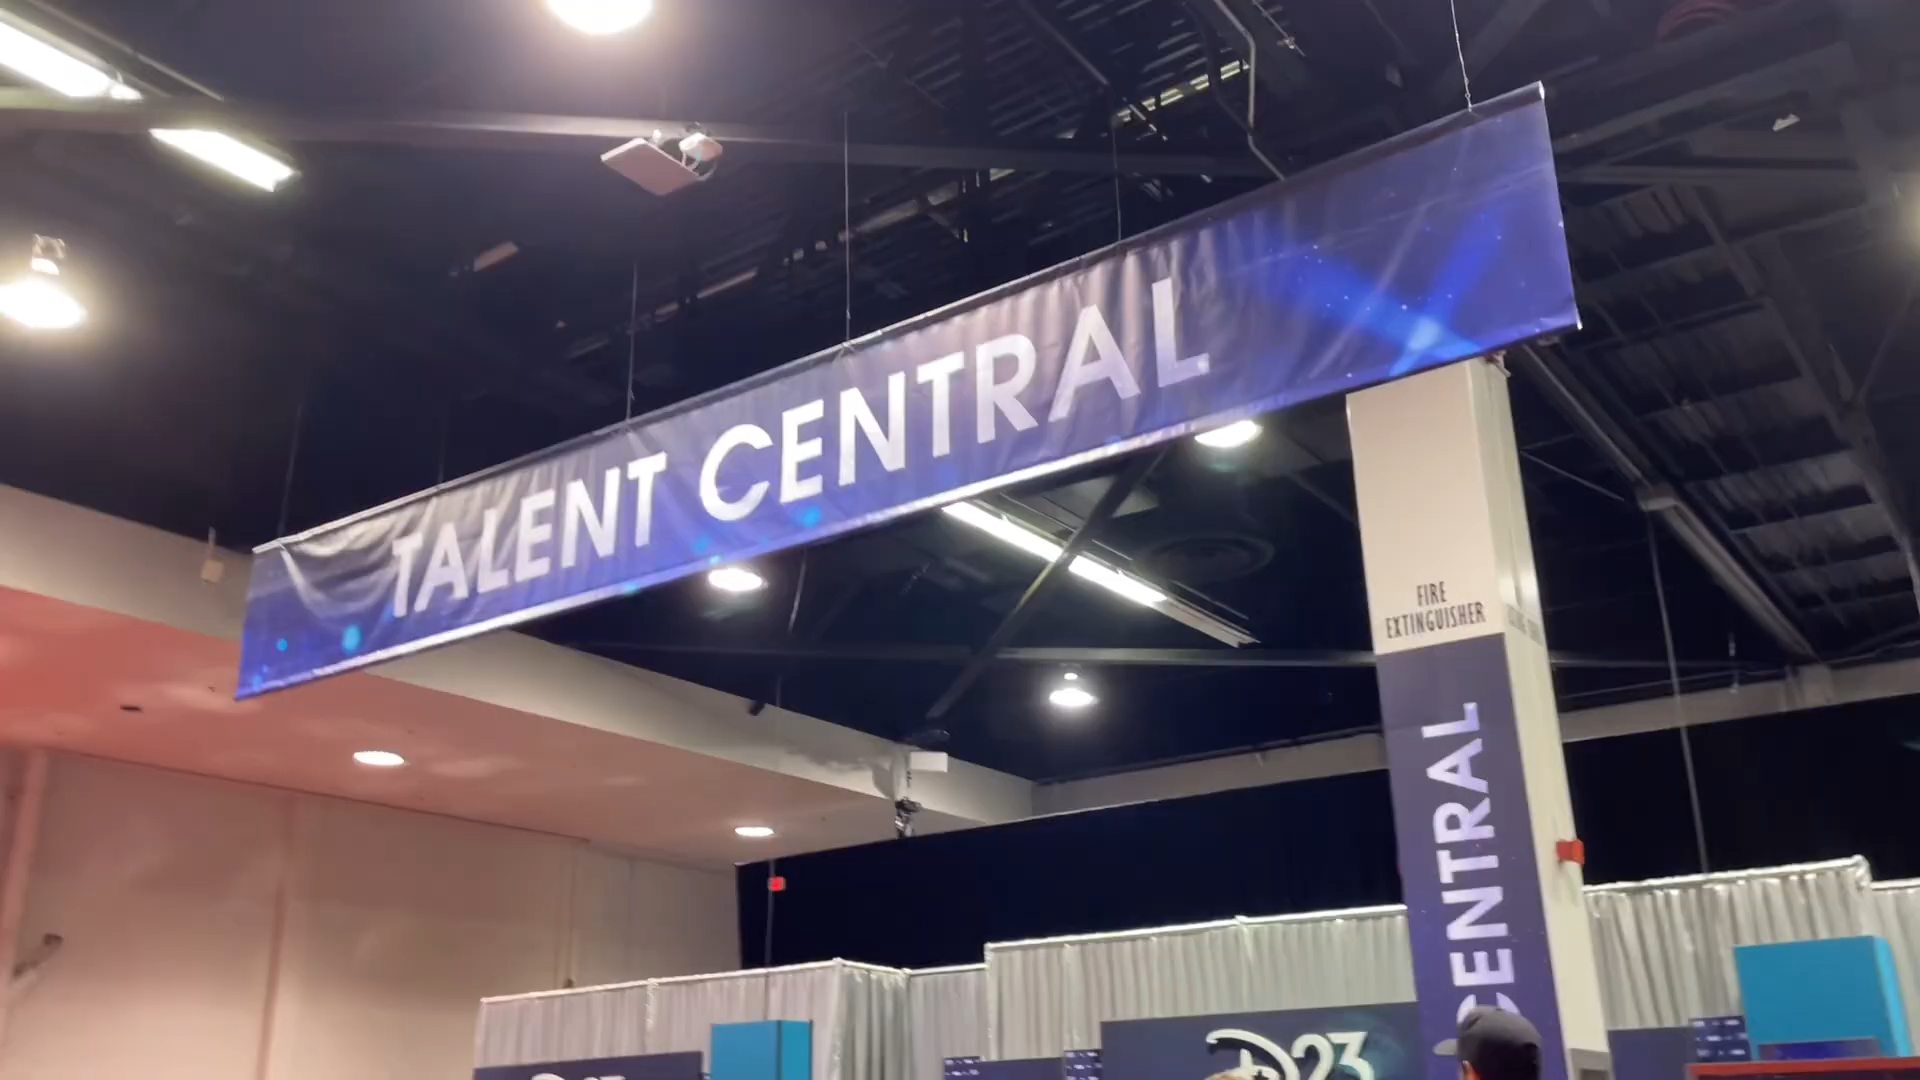 TALENT CENTRAL
FIRE
EXTINGUISHER
CENTRAL
D23